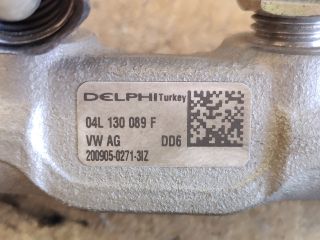 DELPHI Turkey
04L 130 089 F
VW AG DD6
200905-0271-3IZ